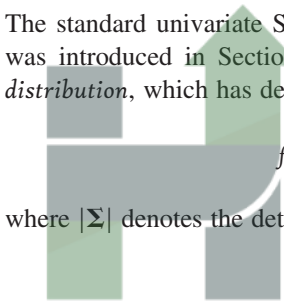 The standard univariate S
was introduced in Sectio
distribution, which has de
f
where |Σ| denotes the det